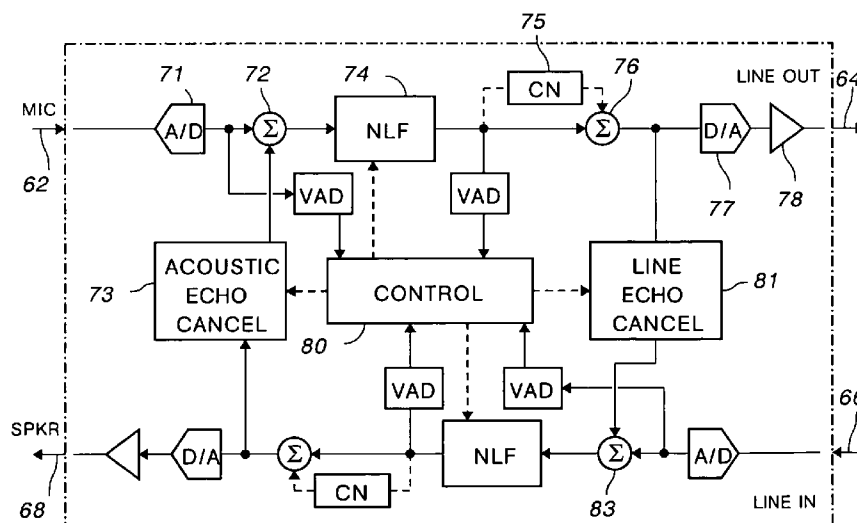 75
71
72
74
76
LINE OUT
64
MIC
A/D
Σ
NLF
CN
Σ
D/A
62
77
78
VAD
VAD
73
ACOUSTIC
ECHO
CANCEL
CONTROL
LINE
ECHO
CANCEL
81
80
VAD
VAD
66
SPKR
D/A
Σ
NLF
Σ
A/D
68
CN
83
LINE IN